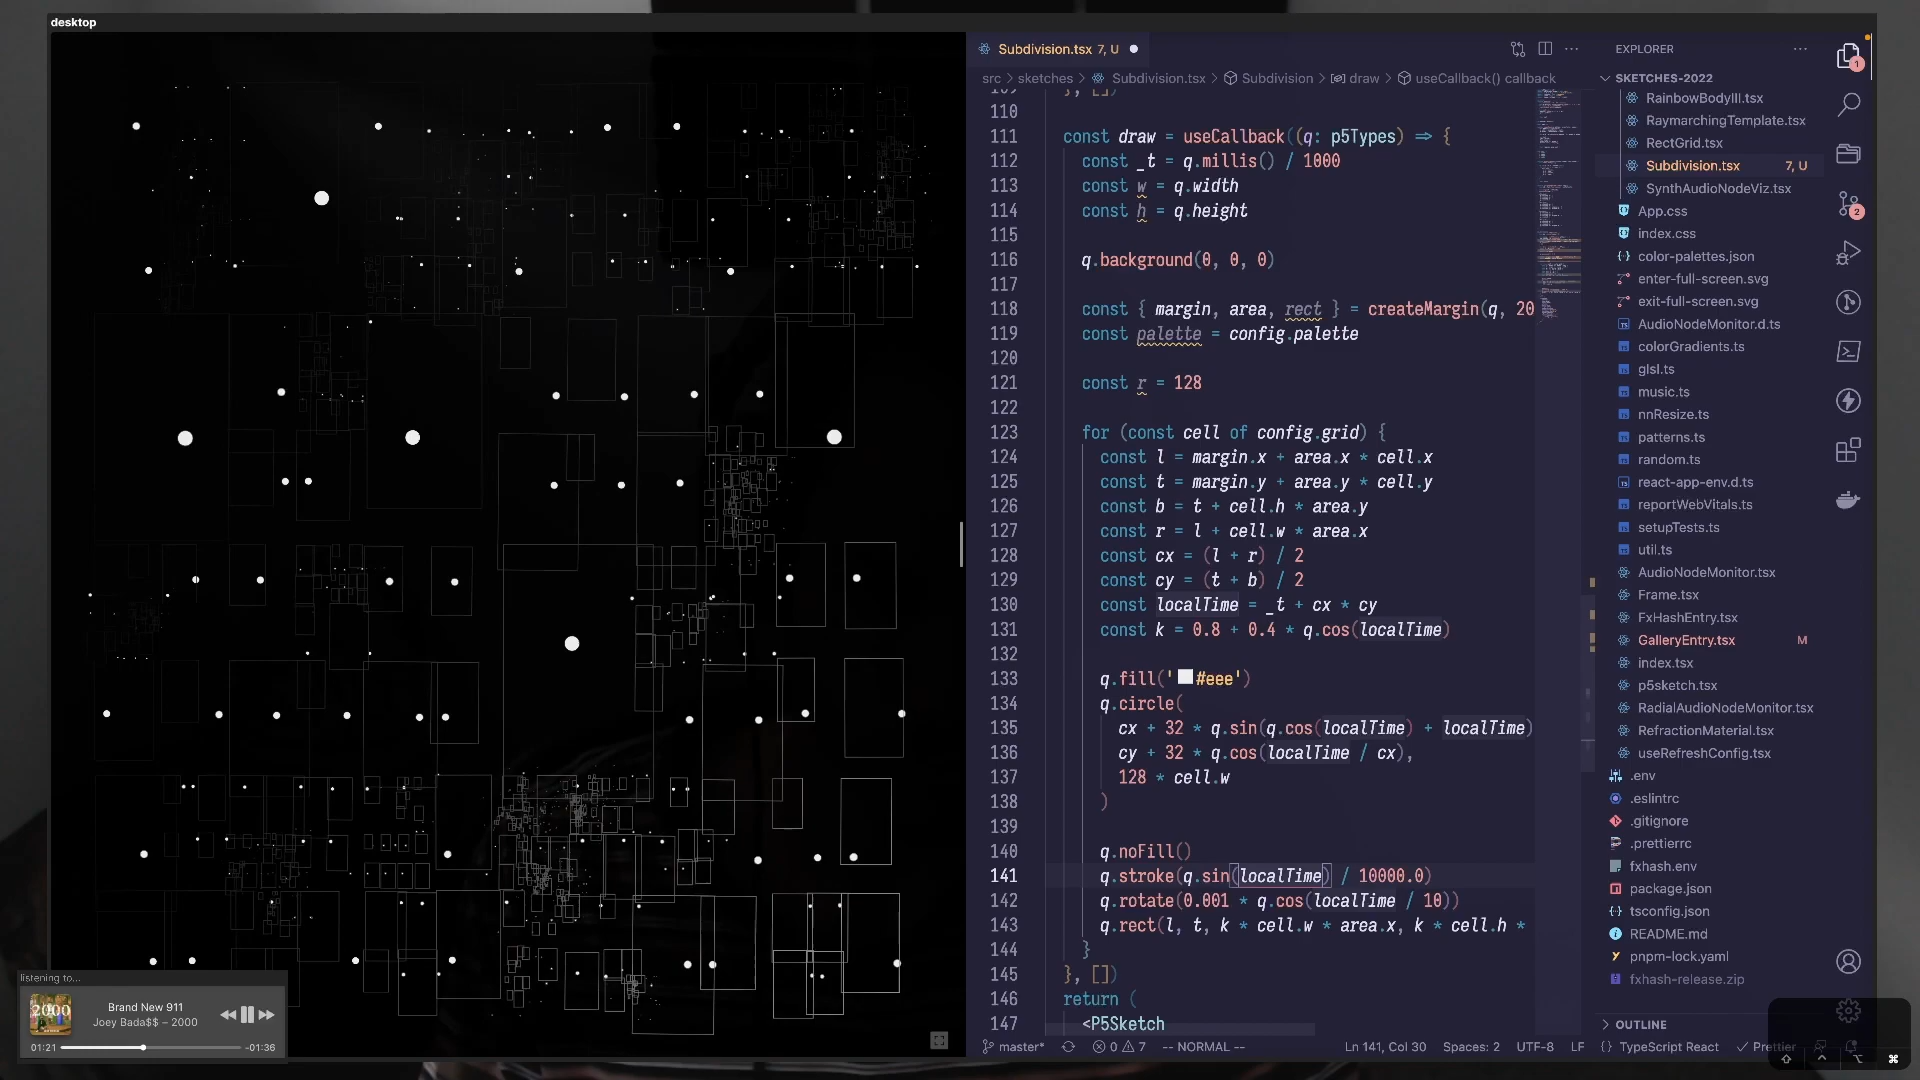 desktop
listening to...
2000
Brand New 911
Joey Bada$$ – 2000
01:21
-01:36
Subdivision.tsx 7, U
src > sketches > Subdivision.tsx > Subdivision > draw > useCallback() callback
109 }, [])
110
111 const draw = useCallback((q: p5Types) => {
112 const _t = q.millis() / 1000
113 const w = q.width
114 const h = q.height
115
116 q.background(0, 0, 0)
117
118 const { margin, area, rect } = createMargin(q, 20
119 const palette = config.palette
120
121 const r = 128
122
123 for (const cell of config.grid) {
124 const l = margin.x + area.x * cell.x
125 const t = margin.y + area.y * cell.y
126 const b = t + cell.h * area.y
127 const r = l + cell.w * area.x
128 const cx = (l + r) / 2
129 const cy = (t + b) / 2
130 const localTime = _t + cx * cy
131 const k = 0.8 + 0.4 * q.cos(localTime)
132
133 q.fill('#eee')
134 q.circle(
135 cx + 32 * q.sin(q.cos(localTime) + localTime)
136 cy + 32 * q.cos(localTime / cx),
137 128 * cell.w
138 )
139
140 q.noFill()
141 q.stroke(q.sin(localTime) / 10000.0)
142 q.rotate(0.001 * q.cos(localTime / 10))
143 q.rect(l, t, k * cell.w * area.x, k * cell.h *
144 }
145 }, [])
146 return (
147 <P5Sketch
master* 0 7 -- NORMAL -- Ln 141, Col 30 Spaces: 2 UTF-8 LF {} TypeScript React Prettier
EXPLORER
SKETCHES-2022
RainbowBodyIII.tsx
RaymarchingTemplate.tsx
RectGrid.tsx
Subdivision.tsx 7, U
SynthAudioNodeViz.tsx
App.css
index.css
color-palettes.json
enter-full-screen.svg
exit-full-screen.svg
AudioNodeMonitor.d.ts
colorGradients.ts
glsl.ts
music.ts
nnResize.ts
patterns.ts
random.ts
react-app-env.d.ts
reportWebVitals.ts
setupTests.ts
util.ts
AudioNodeMonitor.tsx
Frame.tsx
FxHashEntry.tsx
GalleryEntry.tsx M
index.tsx
p5sketch.tsx
RadialAudioNodeMonitor.tsx
RefractionMaterial.tsx
useRefreshConfig.tsx
.env
.eslintrc
.gitignore
.prettierrc
fxhash.env
package.json
tsconfig.json
README.md
pnpm-lock.yaml
fxhash-release.zip
OUTLINE
1
2